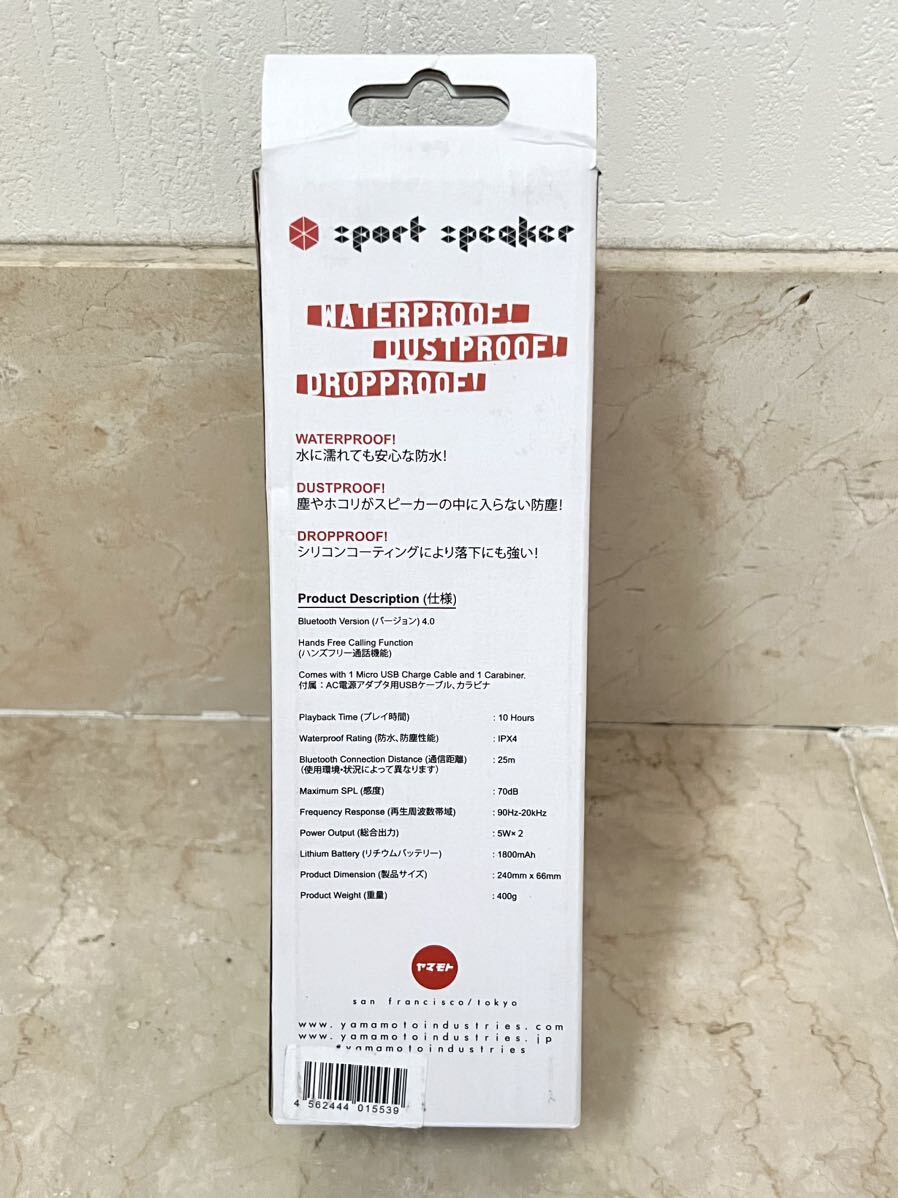 sport speaker
WATERPROOF!
DUSTPROOF!
DROPPROOF!
WATERPROOF!
水に濡れても安心な防水!
DUSTPROOF!
塵やホコリがスピーカーの中に入らない防塵!
DROPPROOF!
シリコンコーティングにより落下にも強い!
Product Description (仕様)
Bluetooth Version (バージョン) 4.0
Hands Free Calling Function
(ハンズフリー通話機能)
Comes with 1 Micro USB Charge Cable and 1 Carabiner.
付属：AC電源アダプタ用USBケーブル、カラビナ
Playback Time (プレイ時間) : 10 Hours
Waterproof Rating (防水、防塵性能) : IPX4
Bluetooth Connection Distance (通信距離) : 25m
(使用環境・状況によって異なります)
Maximum SPL (感度) : 70dB
Frequency Response (再生周波数帯域) : 90Hz-20kHz
Power Output (総合出力) : 5W×2
Lithium Battery (リチウムバッテリー) : 1800mAh
Product Dimension (製品サイズ) : 240mm x 66mm
Product Weight (重量) : 400g
ヤマモト
san francisco/tokyo
www.yamamotoindustries.com
www.yamamotoindustries.jp
#yamamotoindustries
4 562444 015539